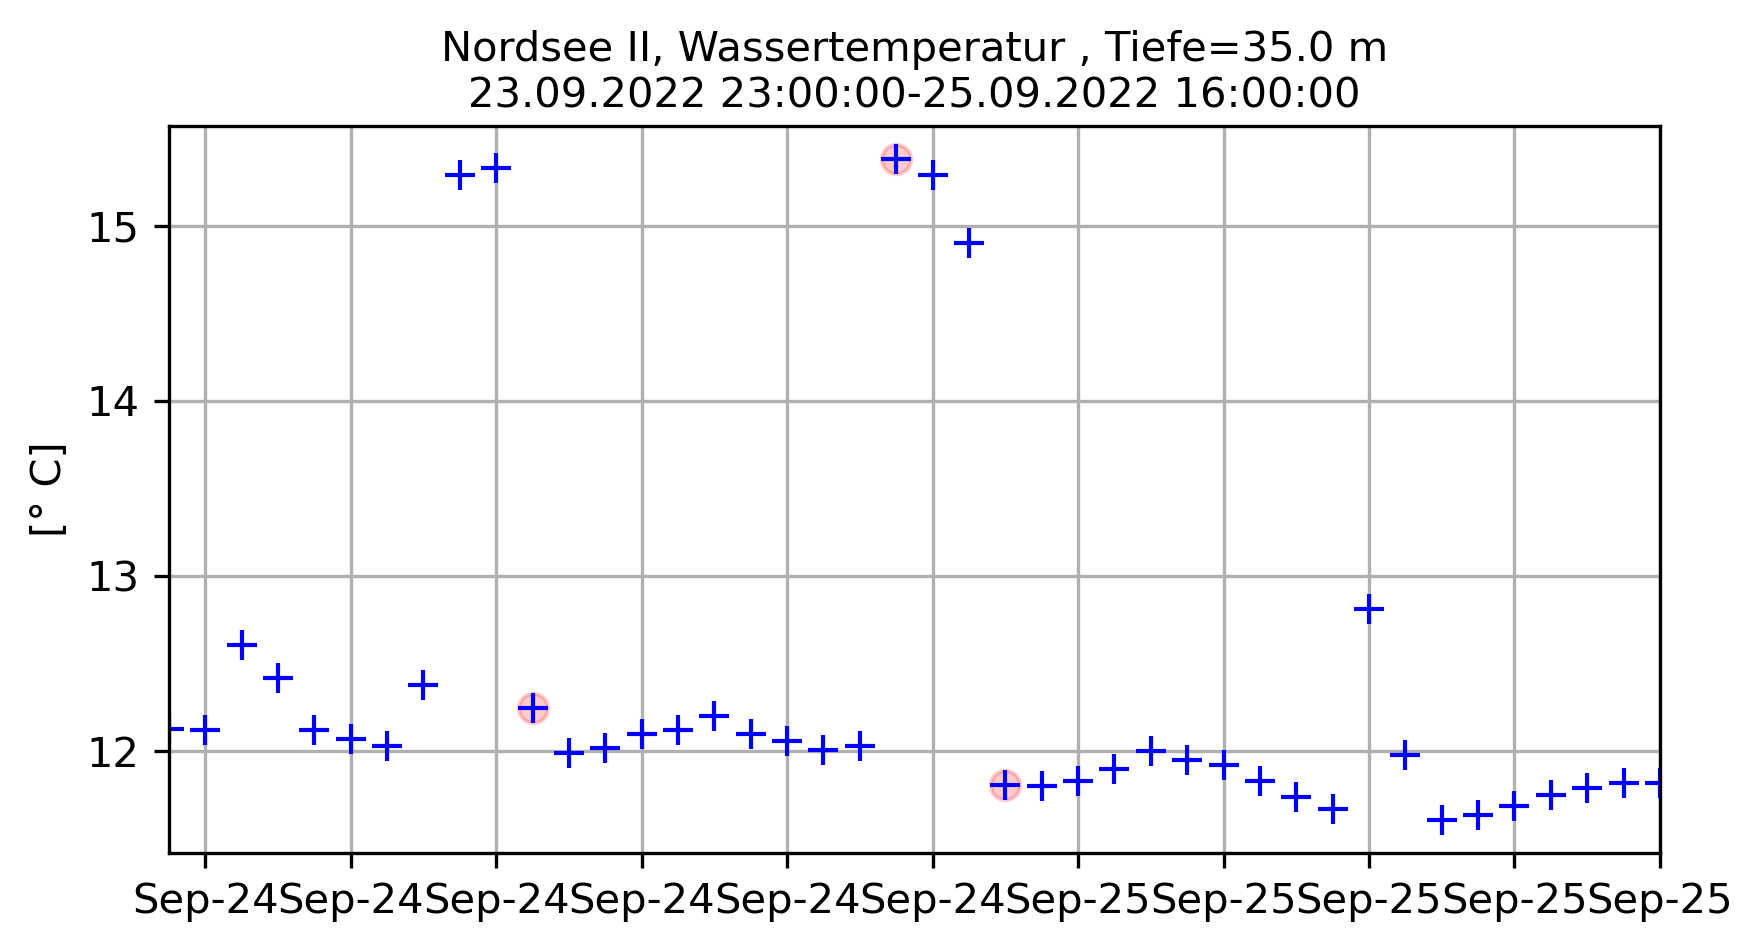 Nordsee II, Wassertemperatur , Tiefe=35.0 m
23.09.2022 23:00:00-25.09.2022 16:00:00
15
14
13
12
[° C]
Sep-24Sep-24Sep-24Sep-24Sep-24Sep-24Sep-25Sep-25Sep-25Sep-25Sep-25